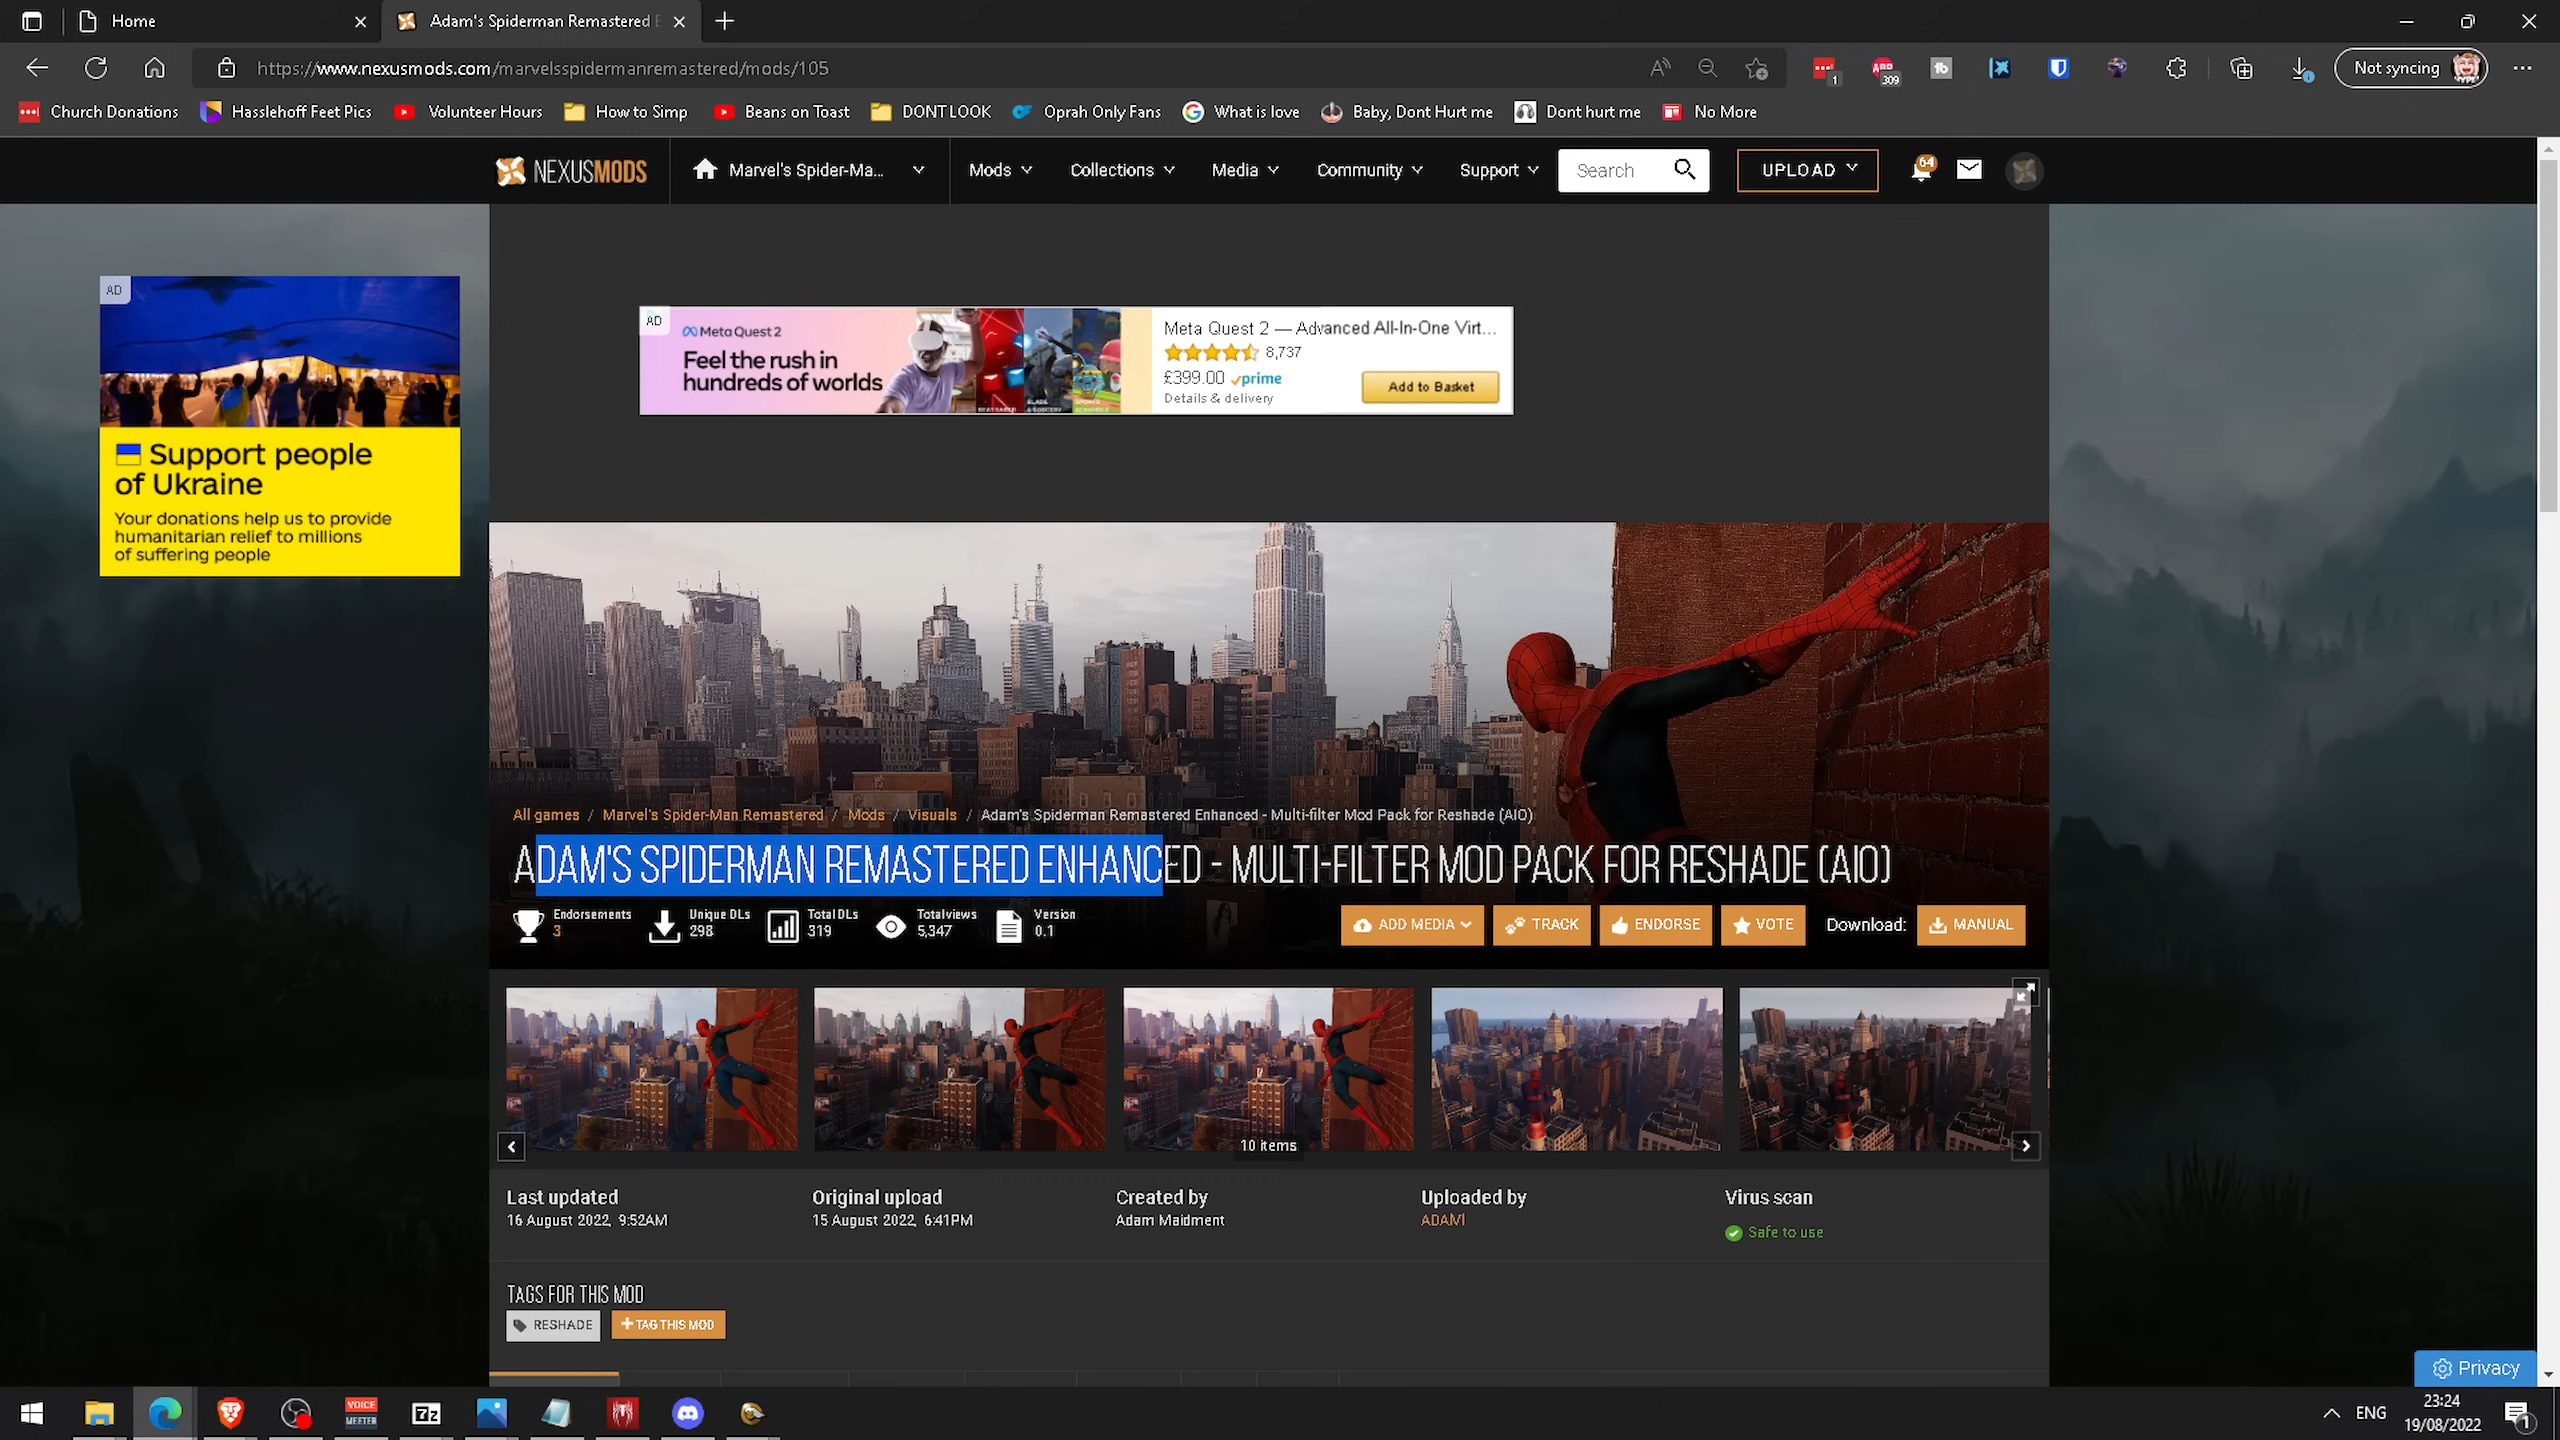 Home
Adam's Spiderman Remastered E
https://www.nexusmods.com/marvelsspidermanremastered/mods/105
1
ABP
309
Not syncing
Church Donations
Hasslehoff Feet Pics
Volunteer Hours
How to Simp
Beans on Toast
DONT LOOK
Oprah Only Fans
What is love
Baby, Dont Hurt me
Dont hurt me
No More
NEXUSMODS
Marvel's Spider-Ma...
Mods
Collections
Media
Community
Support
Search
UPLOAD
64
AD
Support people
of Ukraine
Your donations help us to provide
humanitarian relief to millions
of suffering people
AD
Meta Quest 2
Feel the rush in
hundreds of worlds
Meta Quest 2 — Advanced All-In-One Virt...
8,737
£399.00 prime
Details & delivery
Add to Basket
All games / Marvel's Spider-Man Remastered / Mods / Visuals / Adam's Spiderman Remastered Enhanced - Multi-filter Mod Pack for Reshade (AIO)
ADAM'S SPIDERMAN REMASTERED ENHANCED - MULTI-FILTER MOD PACK FOR RESHADE (AIO)
Endorsements
3
Unique DLs
298
Total DLs
319
Total views
5,347
Version
0.1
ADD MEDIA
TRACK
ENDORSE
VOTE
Download:
MANUAL
10 items
Last updated
16 August 2022, 9:52AM
Original upload
15 August 2022, 6:41PM
Created by
Adam Maidment
Uploaded by
Virus scan
Safe to use
TAGS FOR THIS MOD
RESHADE
TAG THIS MOD
Privacy
VOICE
MEETER
7z
ENG
23:24
19/08/2022
1